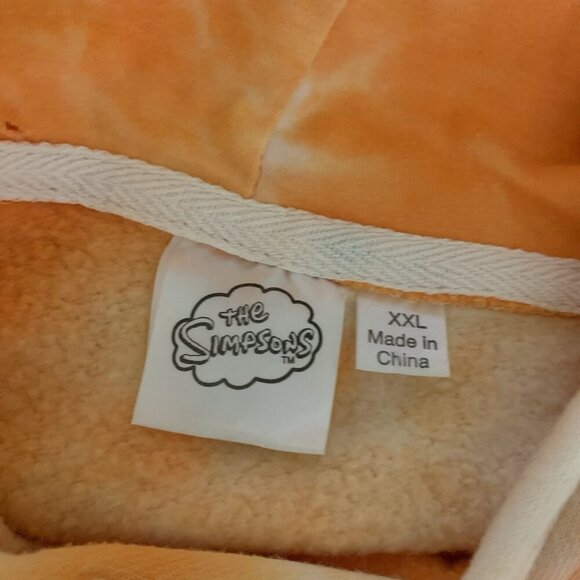 THE
SIMPSONS
TM
XXL
Made in
China